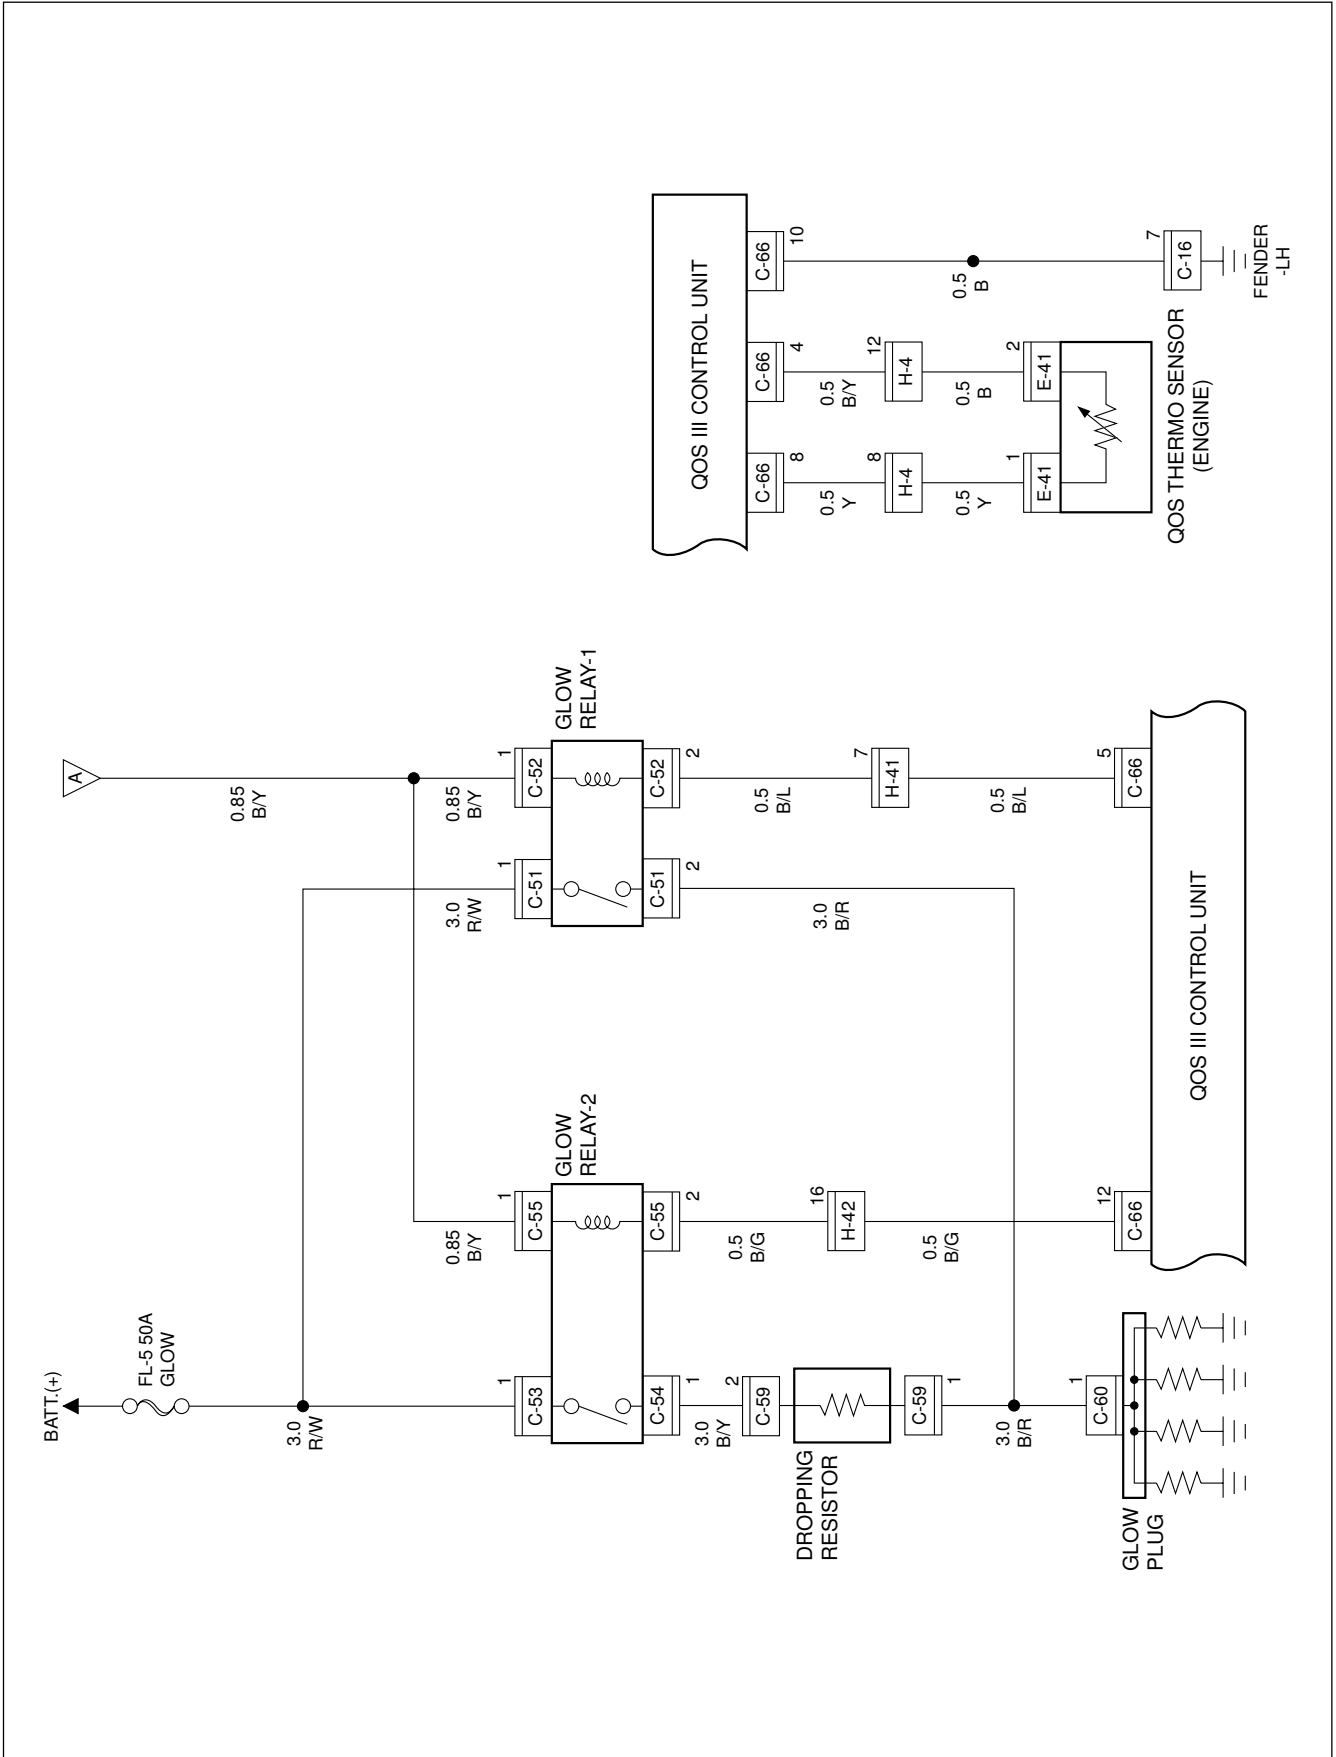 BATT.(+)
FL-5 50A
GLOW
3.0
R/W
A
0.85
B/Y
0.85
B/Y
3.0
R/W
0.85
B/Y
1
C-53
1
C-55
1
C-51
1
C-52
GLOW
RELAY-2
GLOW
RELAY-1
C-54
1
C-55
2
C-51
2
C-52
2
3.0
B/Y
0.5
B/G
3.0
B/R
0.5
B/L
2
C-59
16
H-42
7
H-41
DROPPING
RESISTOR
C-59
1
3.0
B/R
0.5
B/G
0.5
B/L
1
C-60
12
C-66
5
C-66
GLOW
PLUG
QOS III CONTROL UNIT
QOS III CONTROL UNIT
C-66
8
C-66
4
C-66
10
0.5
Y
0.5
B/Y
8
H-4
12
H-4
0.5
Y
0.5
B
0.5
B
1
E-41
2
E-41
QOS THERMO SENSOR
(ENGINE)
7
C-16
FENDER
-LH